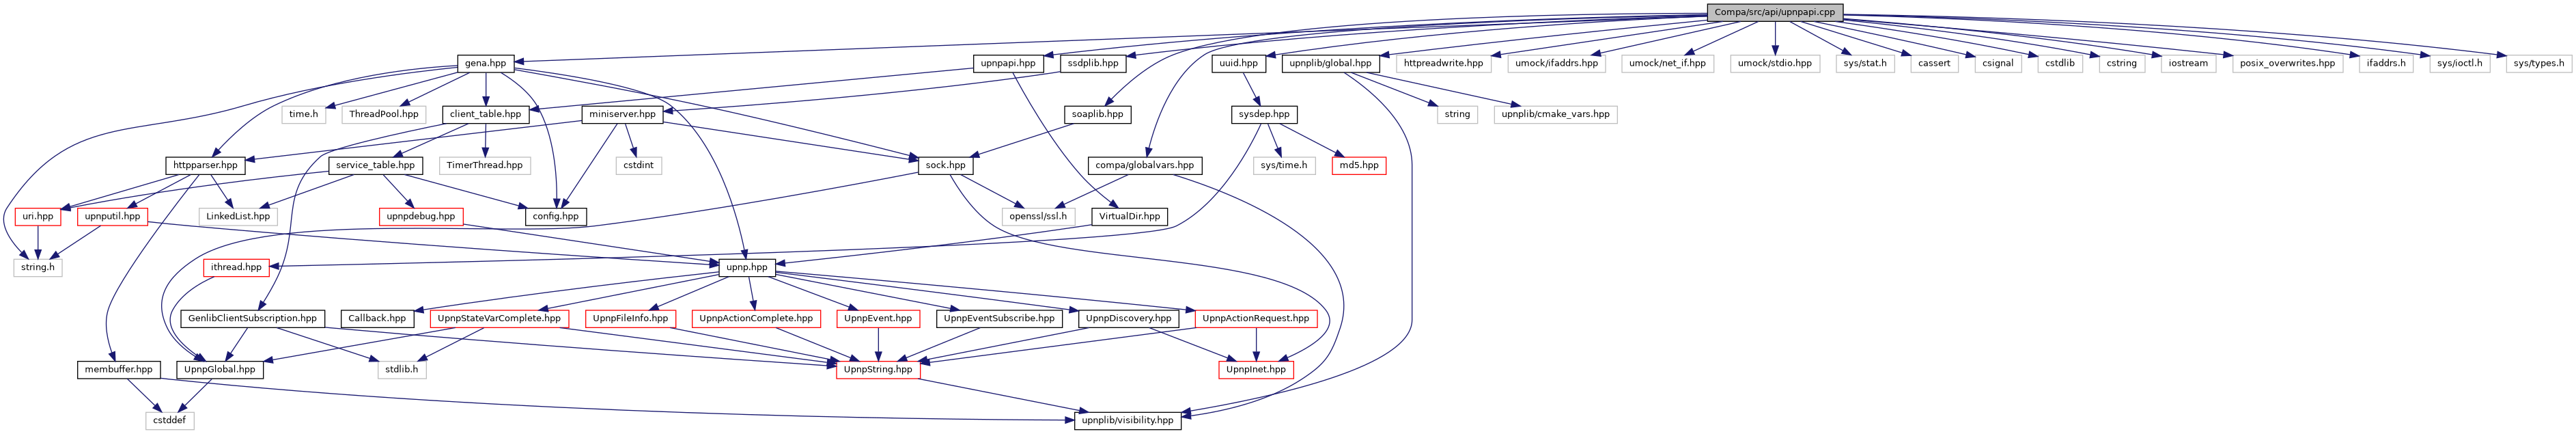 Compa/src/api/upnpapi.cpp
gena.hpp
upnpapi.hpp
ssdplib.hpp
uuid.hpp
upnplib/global.hpp
httpreadwrite.hpp
umock/ifaddrs.hpp
umock/net_if.hpp
umock/stdio.hpp
sys/stat.h
cassert
csignal
cstdlib
cstring
iostream
posix_overwrites.hpp
ifaddrs.h
sys/ioctl.h
sys/types.h
time.h
ThreadPool.hpp
client_table.hpp
miniserver.hpp
soaplib.hpp
sysdep.hpp
string
upnplib/cmake_vars.hpp
httpparser.hpp
service_table.hpp
TimerThread.hpp
cstdint
sock.hpp
compa/globalvars.hpp
sys/time.h
md5.hpp
uri.hpp
upnputil.hpp
LinkedList.hpp
upnpdebug.hpp
config.hpp
openssl/ssl.h
VirtualDir.hpp
string.h
ithread.hpp
upnp.hpp
GenlibClientSubscription.hpp
Callback.hpp
UpnpStateVarComplete.hpp
UpnpFileInfo.hpp
UpnpActionComplete.hpp
UpnpEvent.hpp
UpnpEventSubscribe.hpp
UpnpDiscovery.hpp
UpnpActionRequest.hpp
membuffer.hpp
UpnpGlobal.hpp
stdlib.h
UpnpString.hpp
UpnpInet.hpp
cstddef
upnplib/visibility.hpp